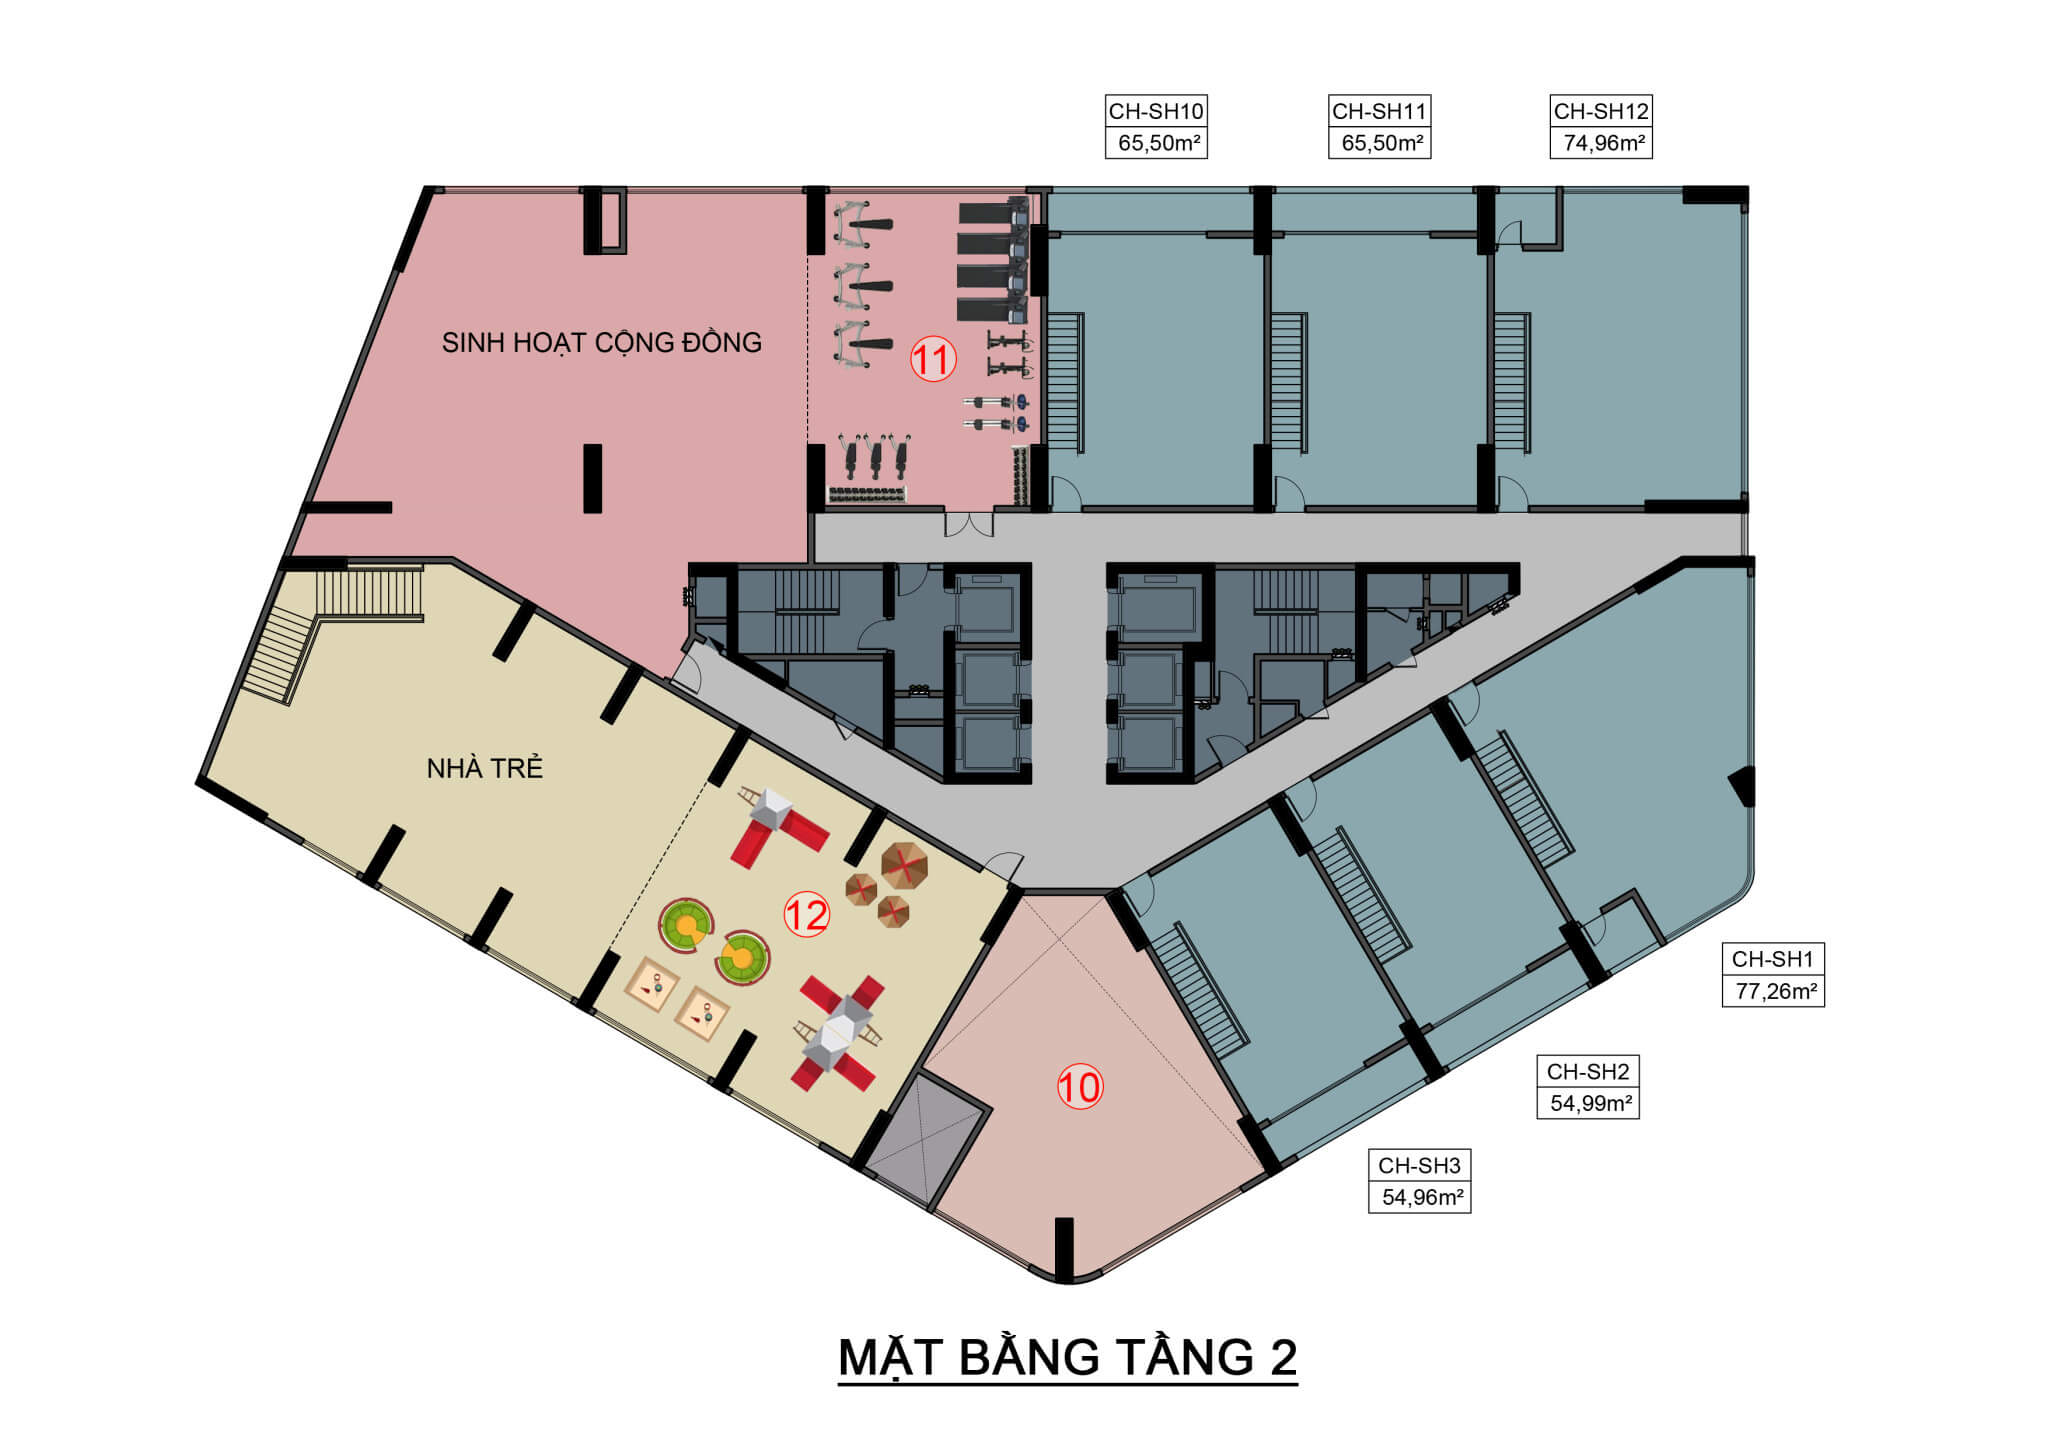 CH-SH10
65,50m²
CH-SH11
65,50m²
CH-SH12
74,96m²
SINH HOẠT CỘNG ĐỒNG
11
NHÀ TRẺ
12
10
CH-SH1
77,26m²
CH-SH2
54,99m²
CH-SH3
54,96m²
MẶT BẰNG TẦNG 2